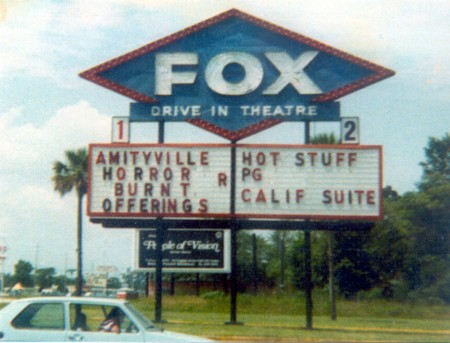 FOX
DRIVE IN THEATRE
1
2
AMITYVILLE
HORROR R
BURNT
OFFERINGS
HOT STUFF
PG
CALIF SUITE
People of Vision